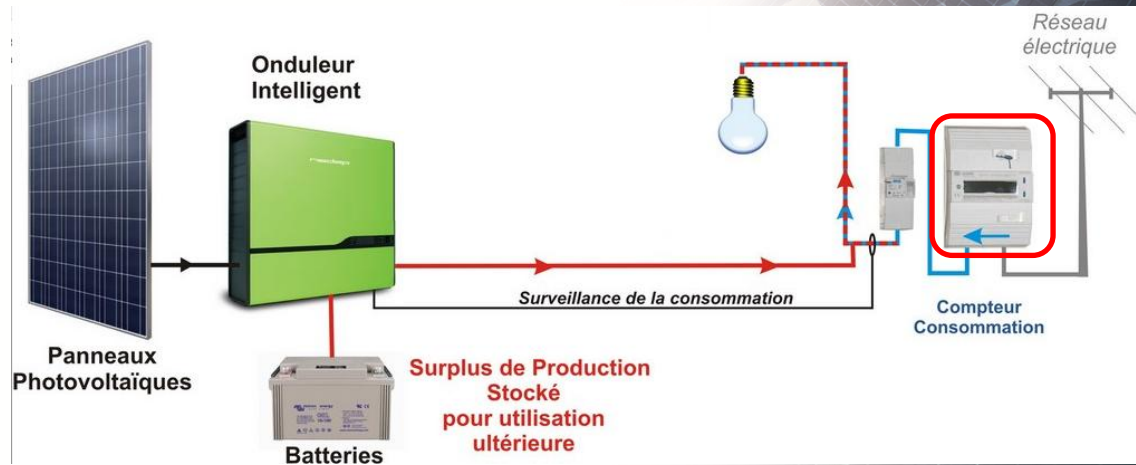 Réseau
électrique
Onduleur
Intelligent
Surveillance de la consommation
Compteur
Consommation
Panneaux
Photovoltaïques
Surplus de Production
Stocké
pour utilisation
ultérieure
Batteries